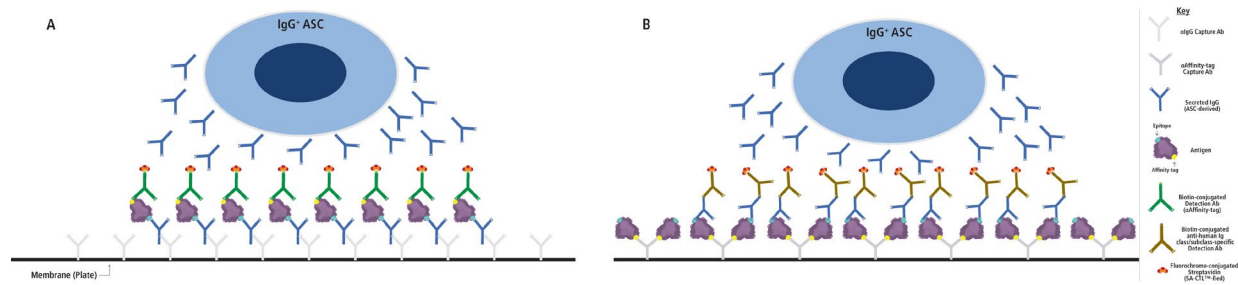 A
IgG⁺ ASC
Membrane (Plate)
B
IgG⁺ ASC
Key
αIgG Capture Ab
αAffinity-tag
Capture Ab
Secreted IgG
(ASC-derived)
Epitope
Antigen
Affinity tag
Biotin-conjugated
Detection Ab
(αAffinity-tag)
Biotin-conjugated
anti-human Ig
class/subclass-specific
Detection Ab
Fluorochrome-conjugated
Streptavidin
(SA-CTL™-Red)